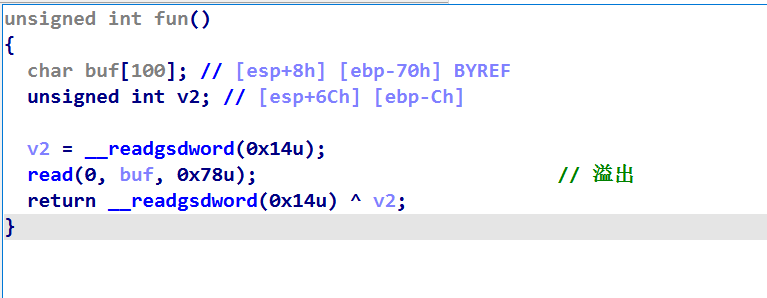 unsigned int fun()
{
char buf[100]; // [esp+8h] [ebp-70h] BYREF
unsigned int v2; // [esp+6Ch] [ebp-Ch]
v2 = __readgsdword(0x14u);
read(0, buf, 0x78u); // 溢出
return __readgsdword(0x14u) ^ v2;
}